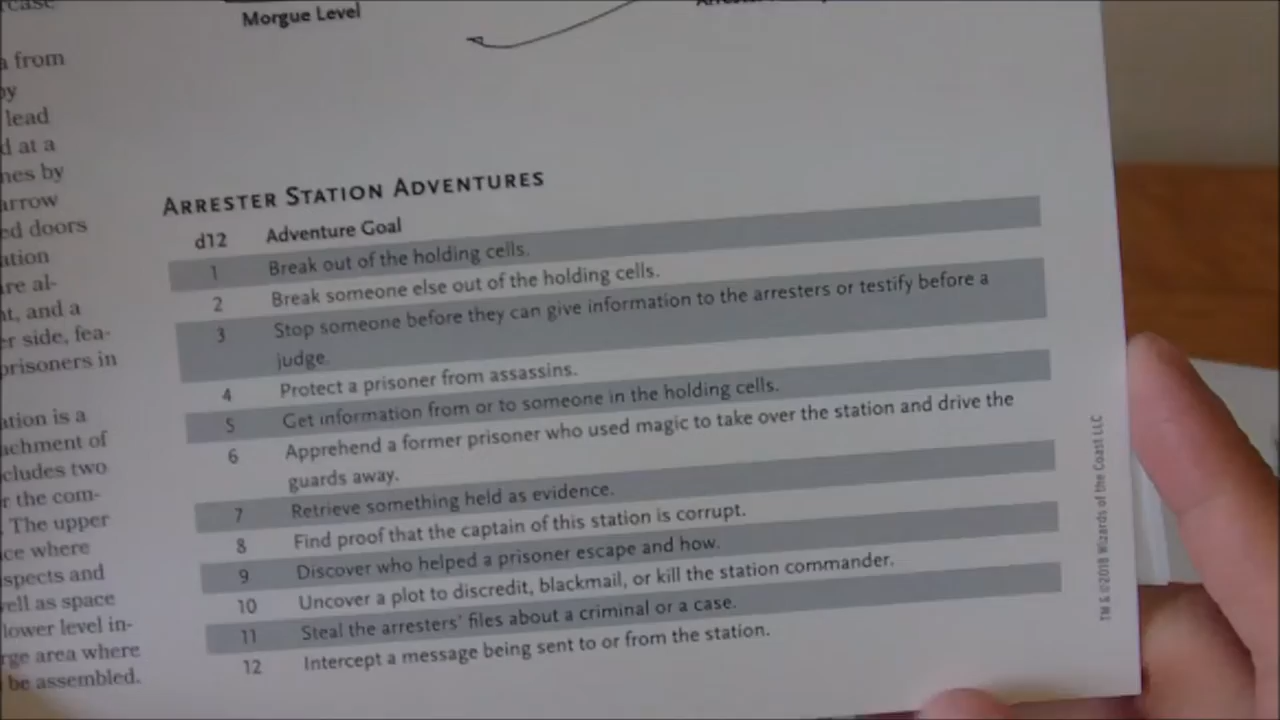 Morgue Level
a from
by
lead
d at a
nes by
arrow
ed doors
ation
re al-
nt, and a
er side, fea-
prisoners in
ation is a
achment of
cludes two
r the com-
. The upper
ce where
spects and
vell as space
lower level in-
rge area where
be assembled.
Arrester Station Adventures
d12 Adventure Goal
1 Break out of the holding cells.
2 Break someone else out of the holding cells.
3 Stop someone before they can give information to the arresters or testify before a
judge.
4 Protect a prisoner from assassins.
5 Get information from or to someone in the holding cells.
6 Apprehend a former prisoner who used magic to take over the station and drive the
guards away.
7 Retrieve something held as evidence.
8 Find proof that the captain of this station is corrupt.
9 Discover who helped a prisoner escape and how.
10 Uncover a plot to discredit, blackmail, or kill the station commander.
11 Steal the arresters' files about a criminal or a case.
12 Intercept a message being sent to or from the station.
TM & ©2018 Wizards of the Coast LLC